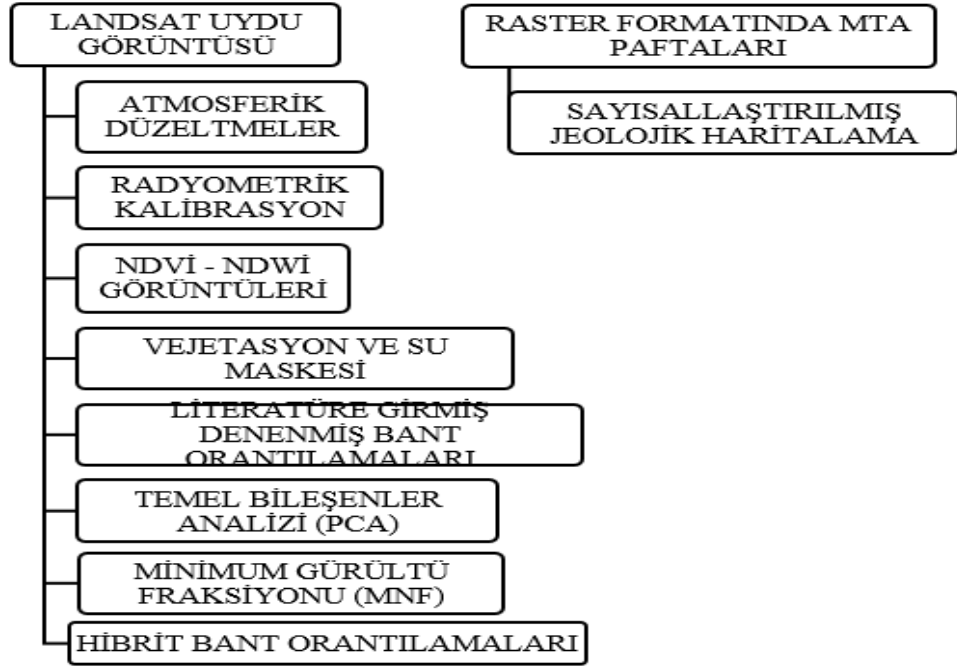 LANDSAT UYDU
GÖRÜNTÜSÜ
ATMOSFERİK
DÜZELTMELER
RADYOMETRİK
KALİBRASYON
NDVİ - NDWİ
GÖRÜNTÜLERİ
VEJETASYON VE SU
MASKESİ
LİTERATÜRE GİRMİŞ
DENENMİŞ BANT
ORANTILAMALARI
TEMEL BİLEŞENLER
ANALİZİ (PCA)
MİNİMUM GÜRÜLTÜ
FRAKSİYONU (MNF)
HİBRİT BANT ORANTILAMALARI
RASTER FORMATINDA MTA
PAFTALARI
SAYISALLAŞTIRILMIŞ
JEOLOJİK HARİTALAMA